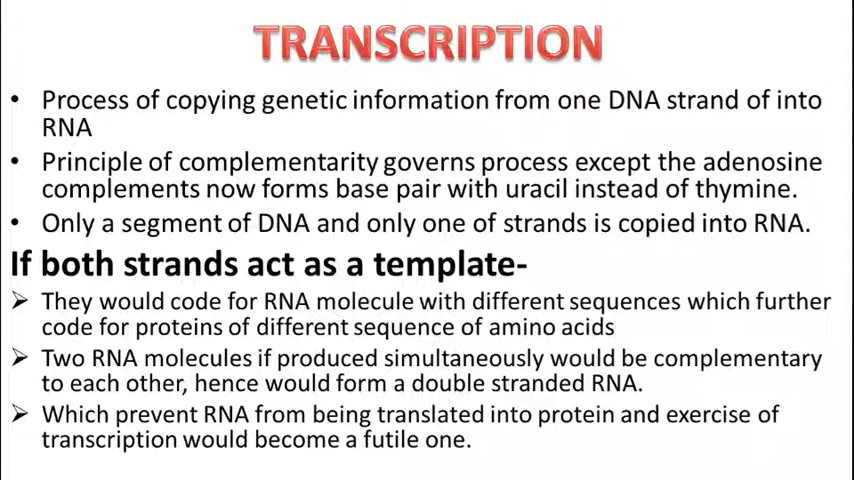 TRANSCRIPTION
• Process of copying genetic information from one DNA strand of into
RNA
• Principle of complementarity governs process except the adenosine
complements now forms base pair with uracil instead of thymine.
• Only a segment of DNA and only one of strands is copied into RNA.
If both strands act as a template-
➢ They would code for RNA molecule with different sequences which further
code for proteins of different sequence of amino acids
➢ Two RNA molecules if produced simultaneously would be complementary
to each other, hence would form a double stranded RNA.
➢ Which prevent RNA from being translated into protein and exercise of
transcription would become a futile one.